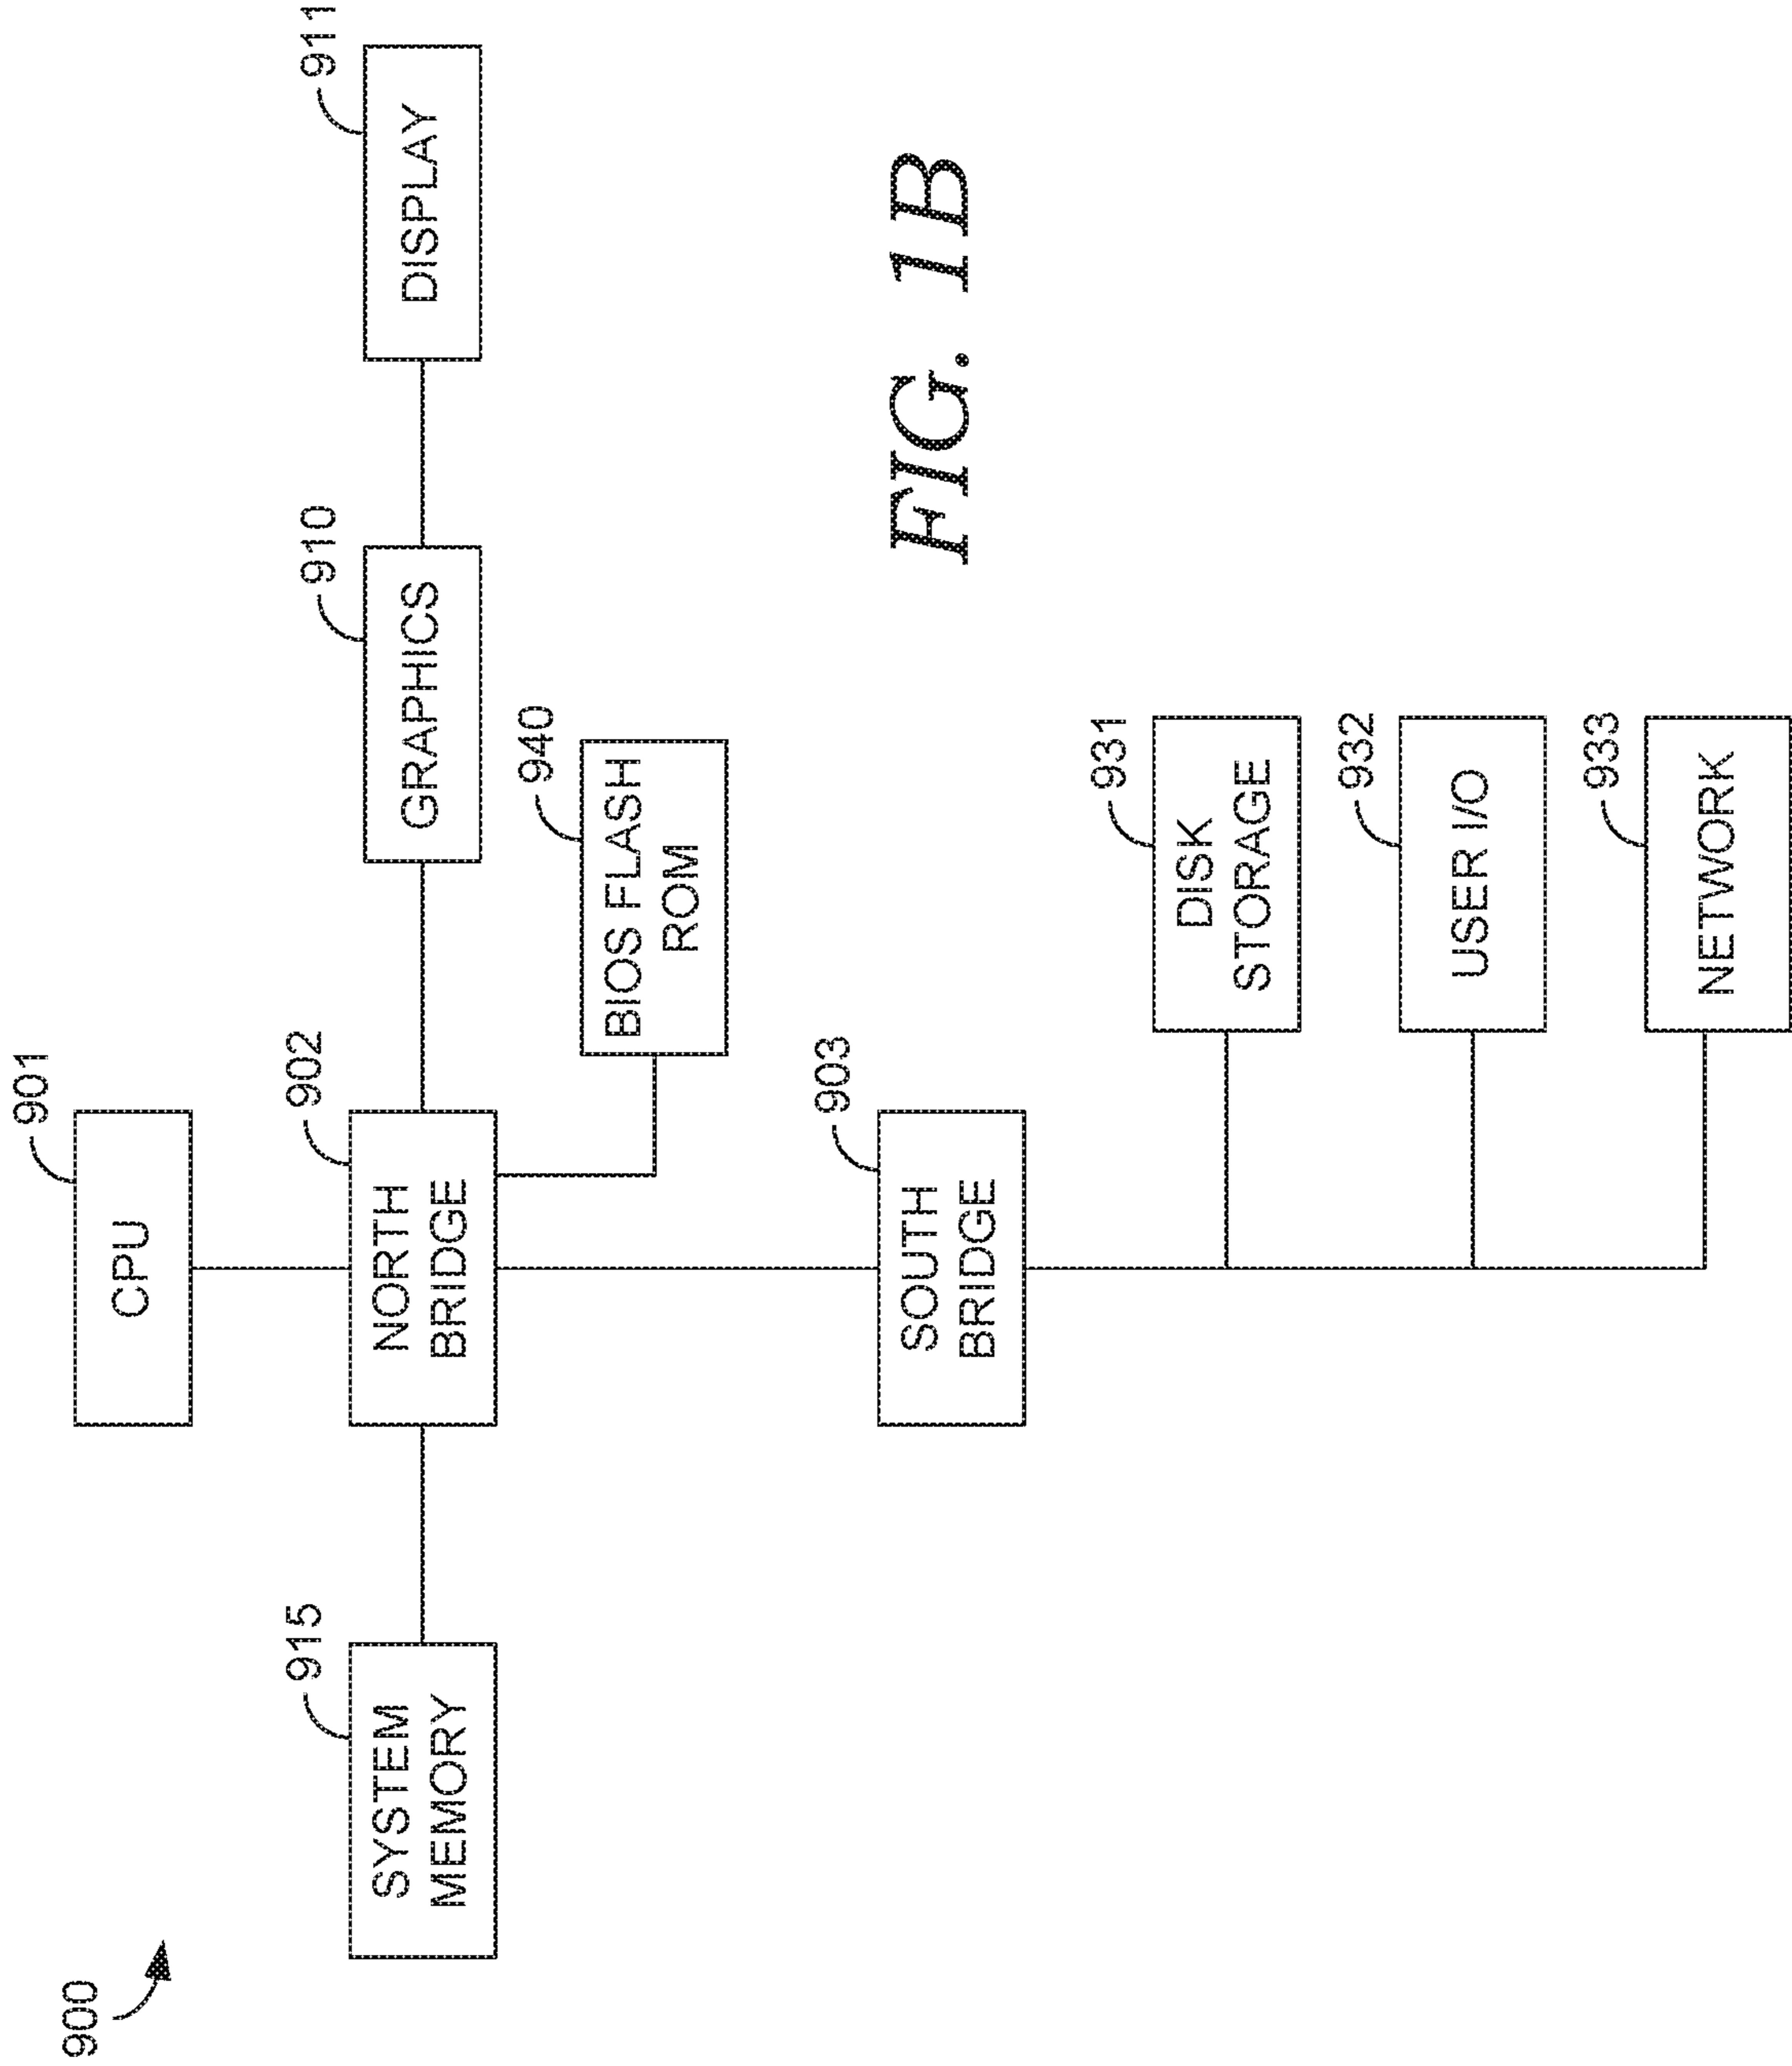 900
901
CPU
915
SYSTEM
MEMORY
902
NORTH
BRIDGE
910
GRAPHICS
911
DISPLAY
940
BIOS FLASH
ROM
903
SOUTH
BRIDGE
931
DISK
STORAGE
932
USER I/O
933
NETWORK
FIG. 1B